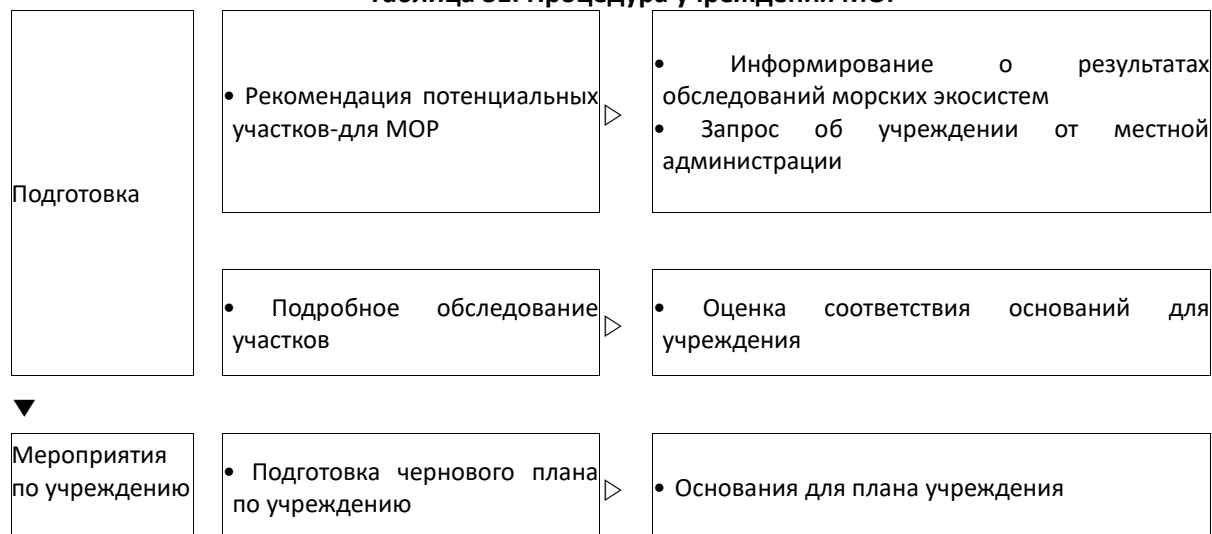 Подготовка
• Рекомендация потенциальных
участков-для МОР
▷
• Информирование о результатах
обследований морских экосистем
• Запрос об учреждении от местной
администрации
• Подробное обследование
участков
▷
• Оценка соответствия оснований для
учреждения
▼
Мероприятия
по учреждению
• Подготовка чернового плана
по учреждению
▷
• Основания для плана учреждения